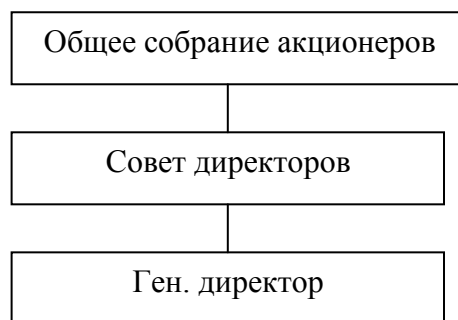 Общее собрание акционеров
Совет директоров
Ген. директор